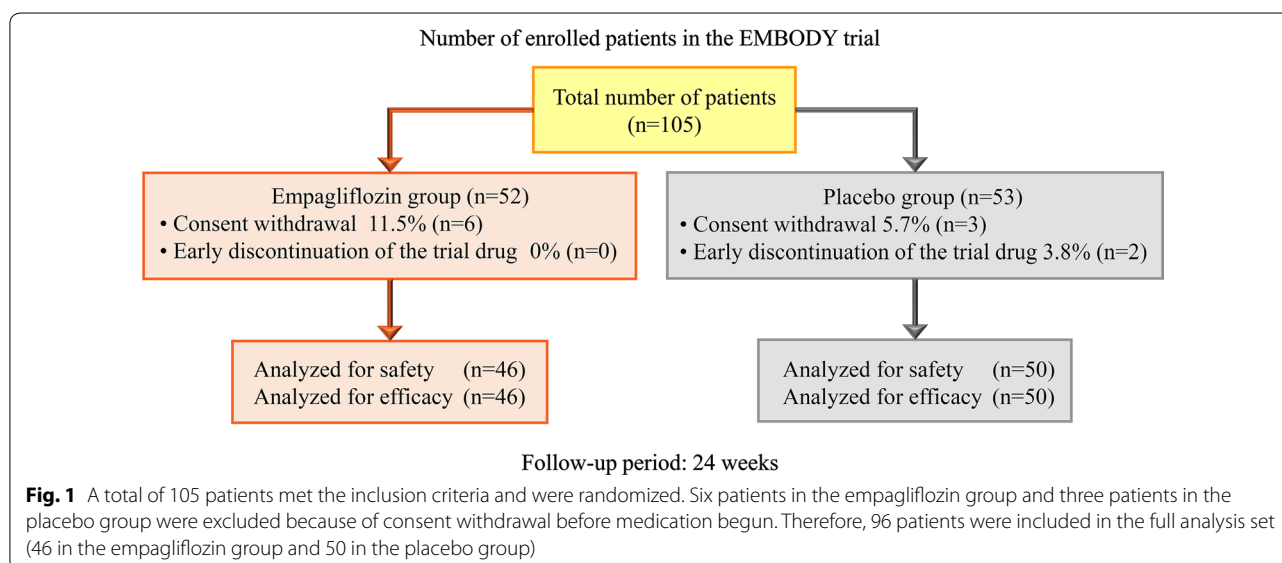 Number of enrolled patients in the EMBODY trial
Total number of patients
(n=105)
Empagliflozin group (n=52)
• Consent withdrawal 11.5% (n=6)
• Early discontinuation of the trial drug 0% (n=0)
Placebo group (n=53)
• Consent withdrawal 5.7% (n=3)
• Early discontinuation of the trial drug 3.8% (n=2)
Analyzed for safety (n=46)
Analyzed for efficacy (n=46)
Analyzed for safety (n=50)
Analyzed for efficacy (n=50)
Follow-up period: 24 weeks
Fig. 1 A total of 105 patients met the inclusion criteria and were randomized. Six patients in the empagliflozin group and three patients in the
placebo group were excluded because of consent withdrawal before medication begun. Therefore, 96 patients were included in the full analysis set
(46 in the empagliflozin group and 50 in the placebo group)